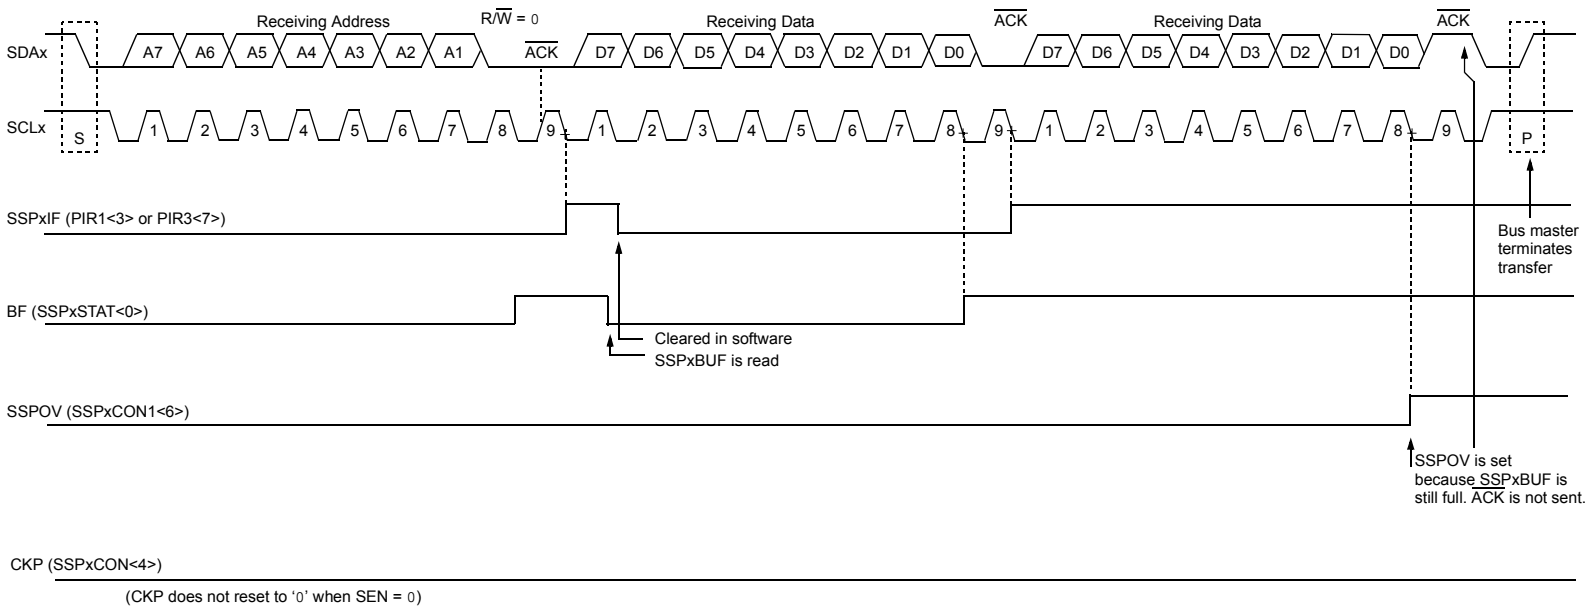 Receiving Address
R/W = 0
Receiving Data
ACK
Receiving Data
ACK
SDAx
A7 A6 A5 A4 A3 A2 A1
ACK
D7 D6 D5 D4 D3 D2 D1 D0
D7 D6 D5 D4 D3 D2 D1 D0
SCLx
S
1 2 3 4 5 6 7 8 9
1 2 3 4 5 6 7 8 9
1 2 3 4 5 6 7 8 9
P
SSPxIF (PIR1<3> or PIR3<7>)
Bus master
terminates
transfer
BF (SSPxSTAT<0>)
Cleared in software
SSPxBUF is read
SSPOV (SSPxCON1<6>)
SSPOV is set
because SSPxBUF is
still full. ACK is not sent.
CKP (SSPxCON<4>)
(CKP does not reset to ‘0’ when SEN = 0)